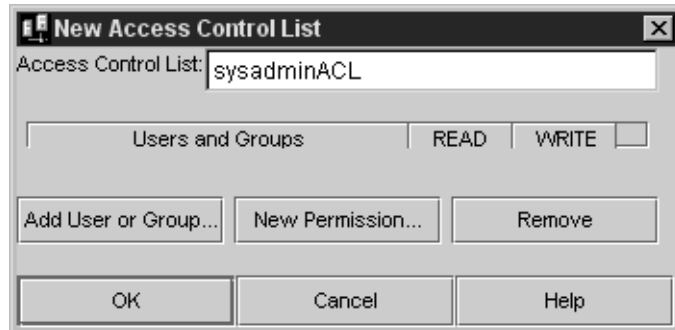 New Access Control List
Access Control List: sysadminACL
Users and Groups READ WRITE
Add User or Group... New Permission... Remove
OK Cancel Help